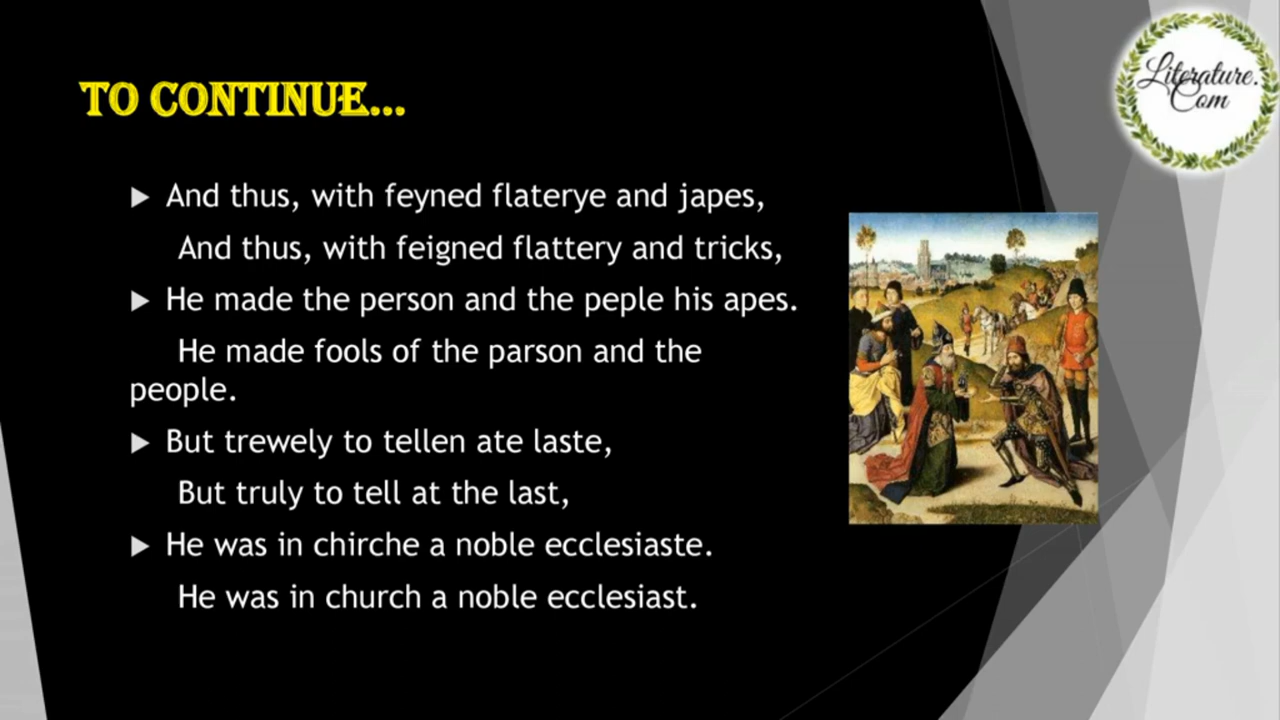 Literature.
Com
TO CONTINUE...
And thus, with feyned flaterye and japes,
And thus, with feigned flattery and tricks,
He made the person and the peple his apes.
He made fools of the parson and the
people.
But trewely to tellen ate laste,
But truly to tell at the last,
He was in chirche a noble ecclesiaste.
He was in church a noble ecclesiast.